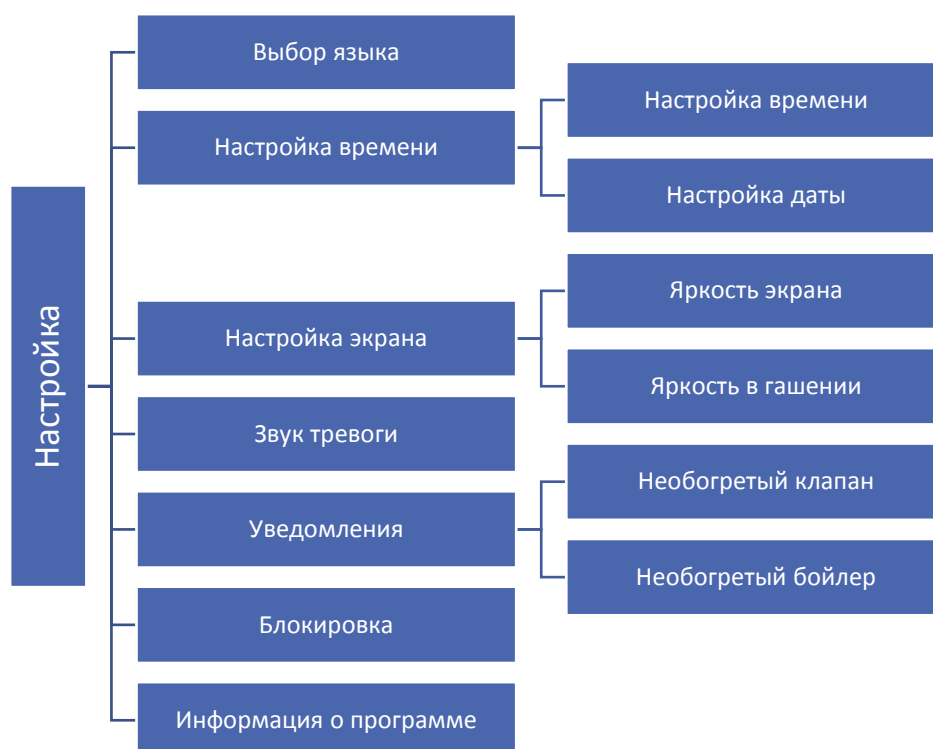 Настройка
Выбор языка
Настройка времени
Настройка времени
Настройка даты
Настройка экрана
Яркость экрана
Яркость в гашении
Звук тревоги
Уведомления
Необогретый клапан
Необогретый бойлер
Блокировка
Информация о программе